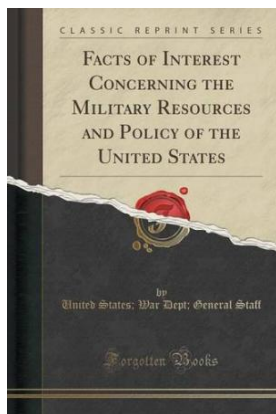 CLASSIC REPRINT SERIES
FACTS OF INTEREST
CONCERNING THE
MILITARY RESOURCES
AND POLICY OF THE
UNITED STATES
by
United States; War Dept; General Staff
Forgotten Books